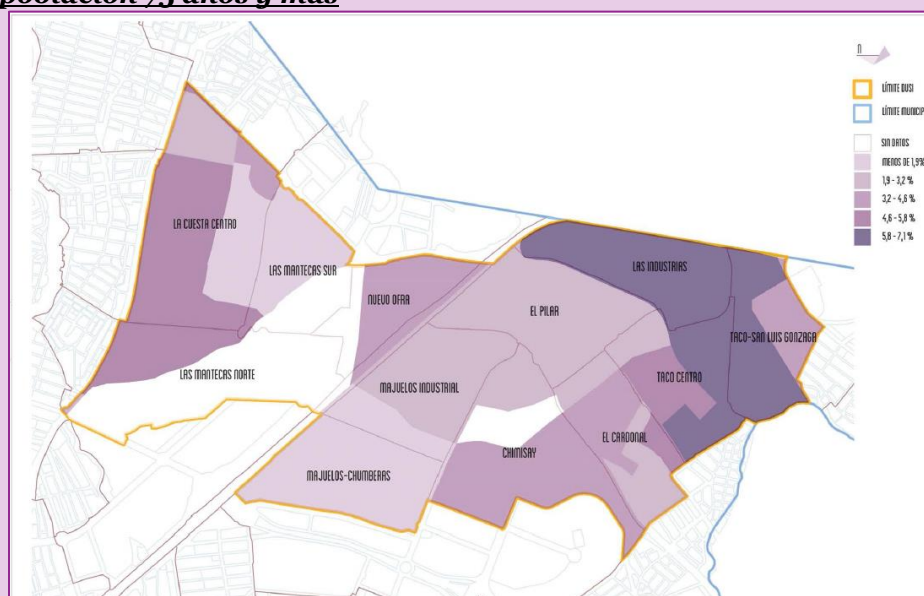 población 75 años y más
n
LÍMITE DUSI
LÍMITE MUNICIP
SIN DATOS
MENOS DE 1,9%
1,9 - 3,2 %
3,2 - 4,6 %
4,6 - 5,8 %
5,8 - 7,1 %
LA CUESTA CENTRO
LAS MANTECAS SUR
LAS INDUSTRIAS
NUEVO OFRA
EL PILAR
TACO-SAN LUIS GONZAGA
LAS MANTECAS NORTE
MAJUELOS INDUSTRIAL
TACO CENTRO
EL CARDONAL
CHIMISAY
MAJUELOS-CHUMBERAS